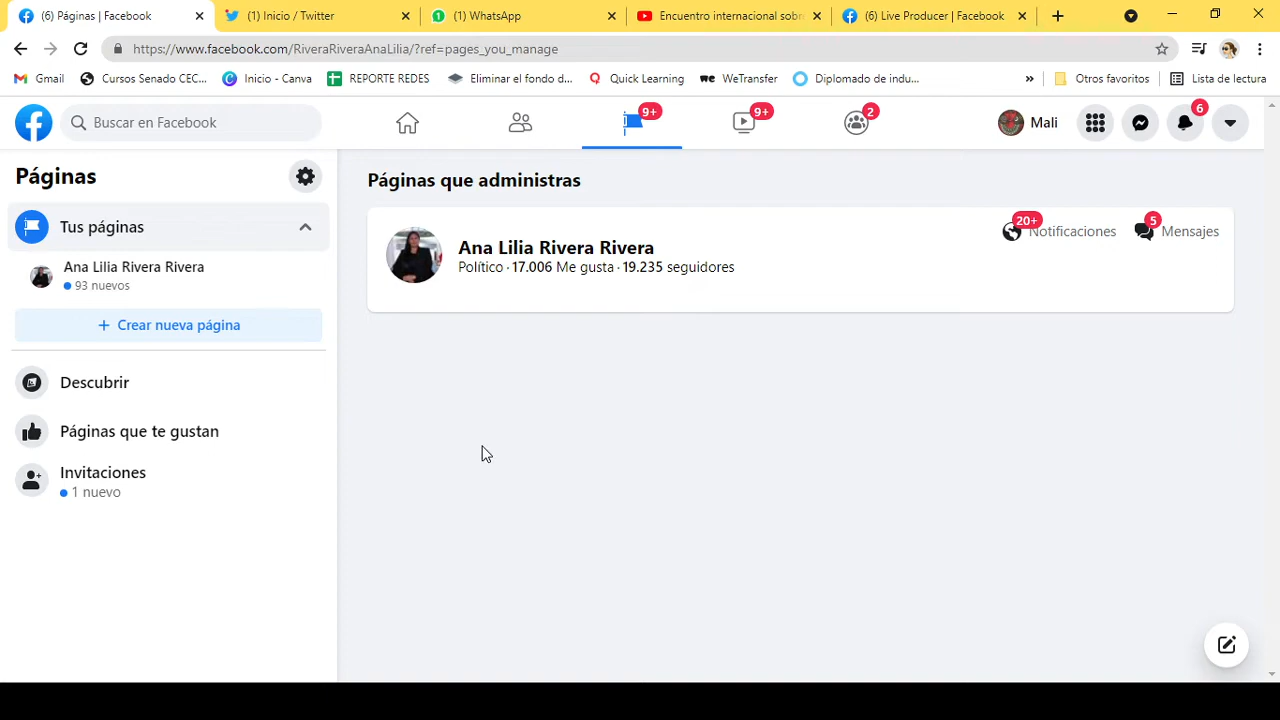 (6) Páginas | Facebook
(1) Inicio / Twitter
(1) WhatsApp
Encuentro internacional sobr
(6) Live Producer | Facebook
https://www.facebook.com/RiveraRiveraAnaLilia/?ref=pages_you_manage
Gmail
Cursos Senado CEC...
Inicio - Canva
REPORTE REDES
Eliminar el fondo d...
Quick Learning
WeTransfer
Diplomado de indu...
»
Otros favoritos
Lista de lectura
Buscar en Facebook
9+
9+
2
Mali
6
Páginas
Tus páginas
Ana Lilia Rivera Rivera
93 nuevos
+ Crear nueva página
Descubrir
Páginas que te gustan
Invitaciones
1 nuevo
Páginas que administras
Ana Lilia Rivera Rivera
Político · 17.006 Me gusta · 19.235 seguidores
20+
Notificaciones
5
Mensajes